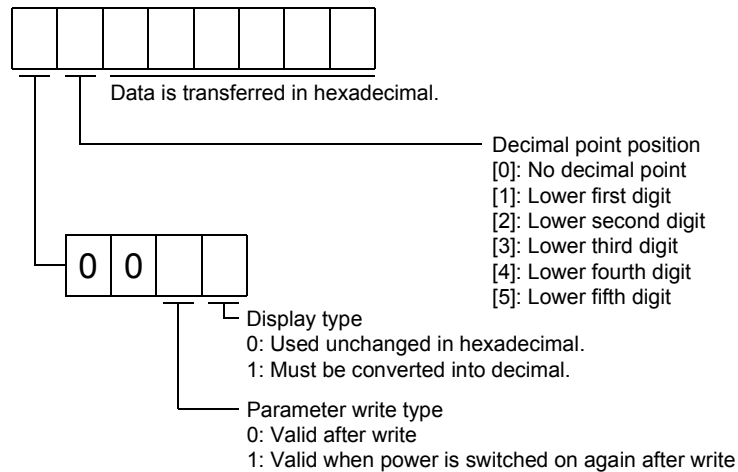 Data is transferred in hexadecimal.
Decimal point position
[0]: No decimal point
[1]: Lower first digit
[2]: Lower second digit
[3]: Lower third digit
[4]: Lower fourth digit
[5]: Lower fifth digit
0 0
Display type
0: Used unchanged in hexadecimal.
1: Must be converted into decimal.
Parameter write type
0: Valid after write
1: Valid when power is switched on again after write